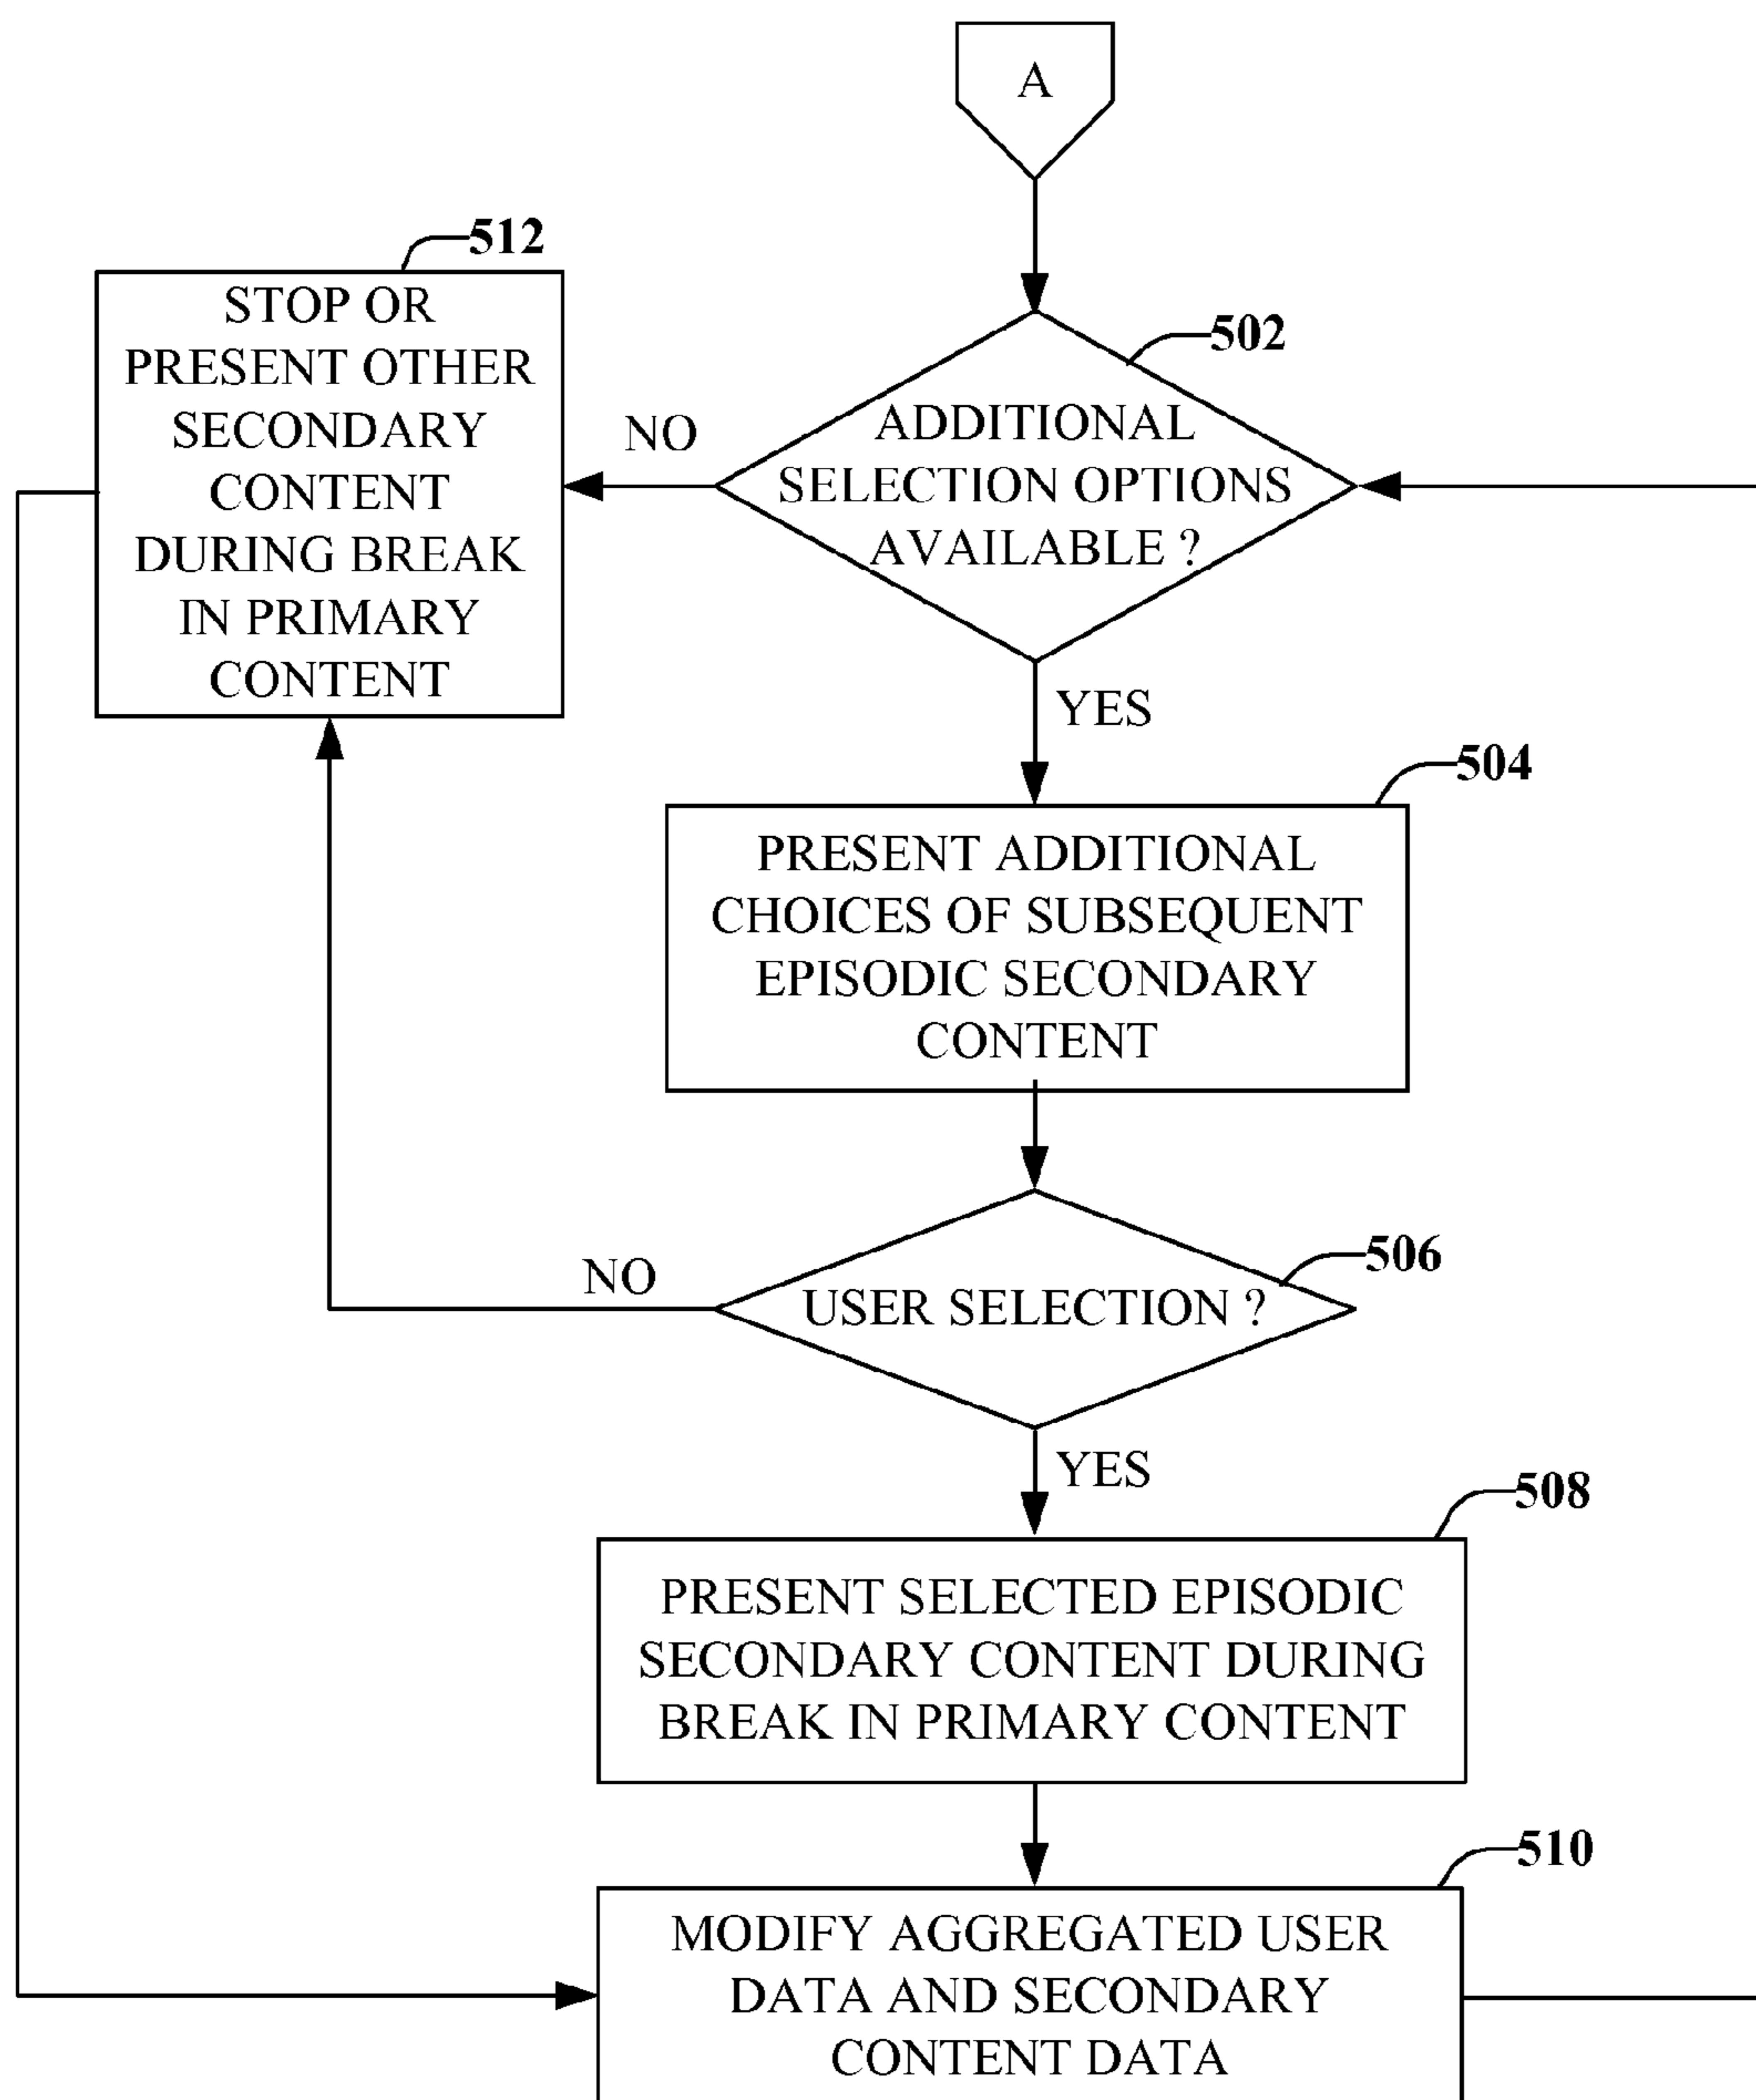 A
512
STOP OR
PRESENT OTHER
SECONDARY
CONTENT
DURING BREAK
IN PRIMARY
CONTENT
NO
502
ADDITIONAL
SELECTION OPTIONS
AVAILABLE ?
YES
504
PRESENT ADDITIONAL
CHOICES OF SUBSEQUENT
EPISODIC SECONDARY
CONTENT
506
NO
USER SELECTION ?
YES
508
PRESENT SELECTED EPISODIC
SECONDARY CONTENT DURING
BREAK IN PRIMARY CONTENT
510
MODIFY AGGREGATED USER
DATA AND SECONDARY
CONTENT DATA